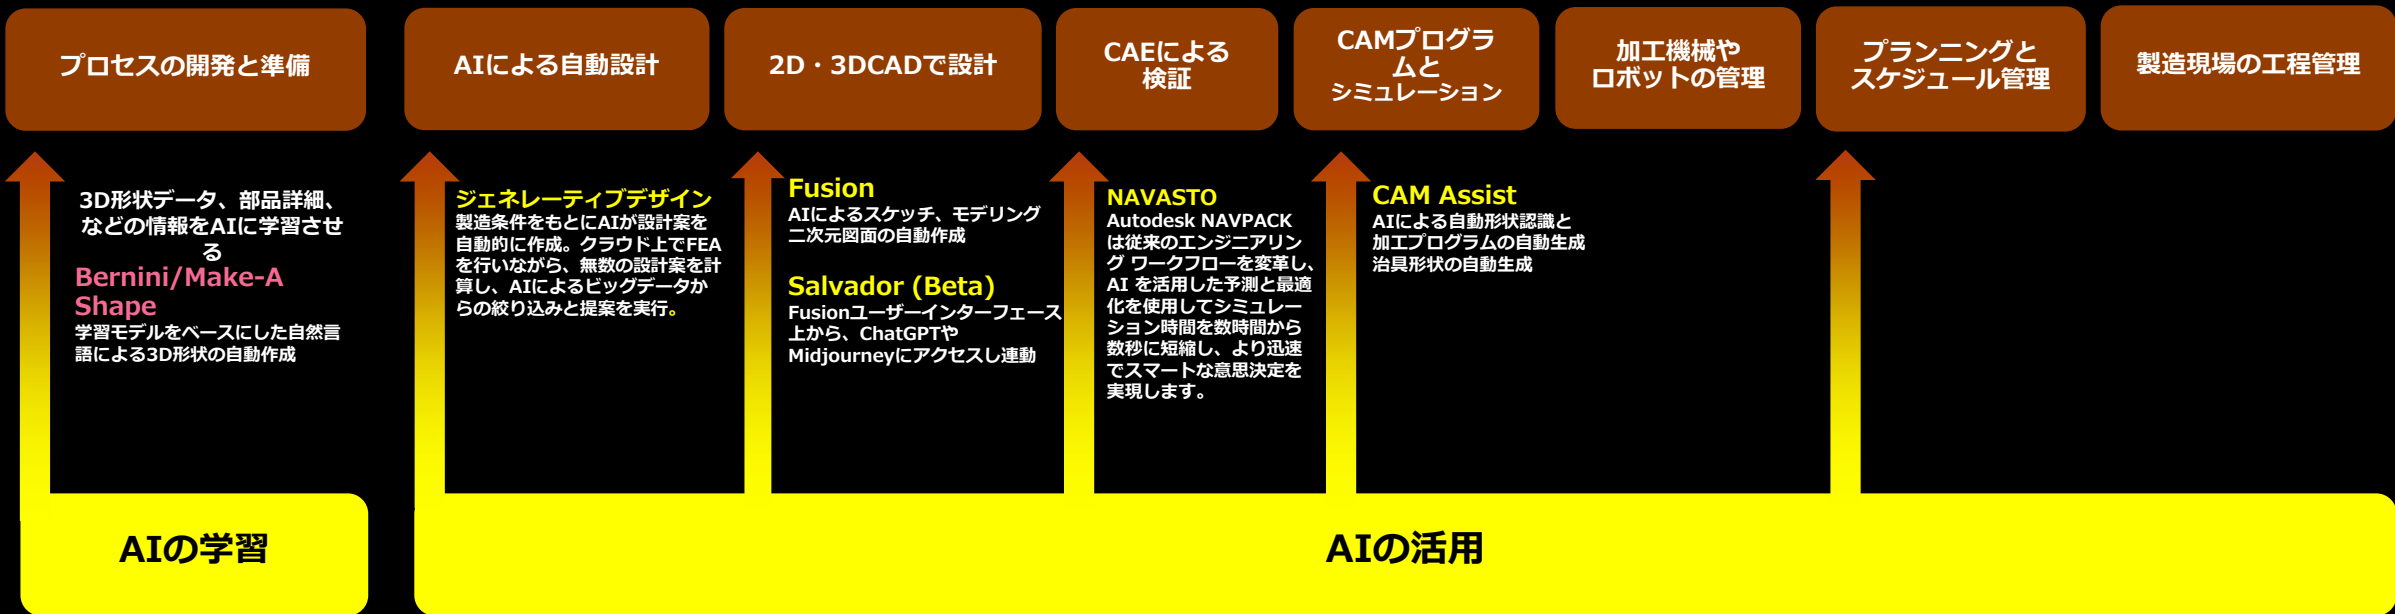 プロセスの開発と準備
AIによる自動設計
2D・3DCADで設計
CAEによる
検証
CAMプログラ
ムと
シミュレーション
加工機械や
ロボットの管理
プランニングと
スケジュール管理
製造現場の工程管理
3D形状データ、部品詳細、
などの情報をAIに学習させ
る
Bernini/Make-A
Shape
学習モデルをベースにした自然言
語による3D形状の自動作成
ジェネレーティブデザイン
製造条件をもとにAIが設計案を
自動的に作成。クラウド上でFEA
を行いながら、無数の設計案を計
算し、AIによるビッグデータか
らの絞り込みと提案を実行。
Fusion
AIによるスケッチ、モデリング
二次元図面の自動作成
Salvador (Beta)
Fusionユーザーインターフェース
上から、ChatGPTや
Midjourneyにアクセスし連動
NAVASTO
Autodesk NAVPACK
は従来のエンジニアリン
グ ワークフローを変革し、
AI を活用した予測と最適
化を使用してシミュレー
ション時間を数時間から
数秒に短縮し、より迅速
でスマートな意思決定を
実現します。
CAM Assist
AIによる自動形状認識と
加工プログラムの自動生成
治具形状の自動生成
AIの学習
AIの活用